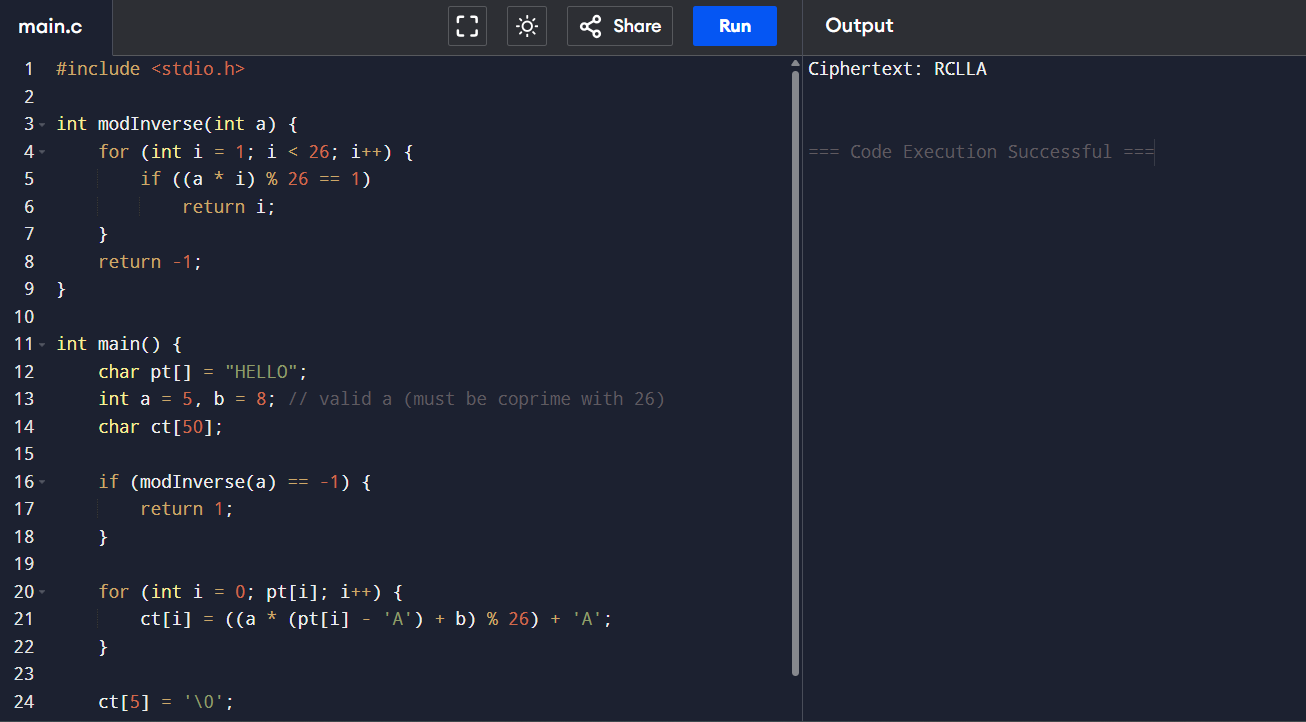 main.c
Share
Run
Output
1 #include <stdio.h>
2
3 int modInverse(int a) {
4     for (int i = 1; i < 26; i++) {
5         if ((a * i) % 26 == 1)
6             return i;
7     }
8     return -1;
9 }
10
11 int main() {
12     char pt[] = "HELLO";
13     int a = 5, b = 8; // valid a (must be coprime with 26)
14     char ct[50];
15
16     if (modInverse(a) == -1) {
17         return 1;
18     }
19
20     for (int i = 0; pt[i]; i++) {
21         ct[i] = ((a * (pt[i] - 'A') + b) % 26) + 'A';
22     }
23
24     ct[5] = '\0';
Ciphertext: RCLLA
=== Code Execution Successful ===